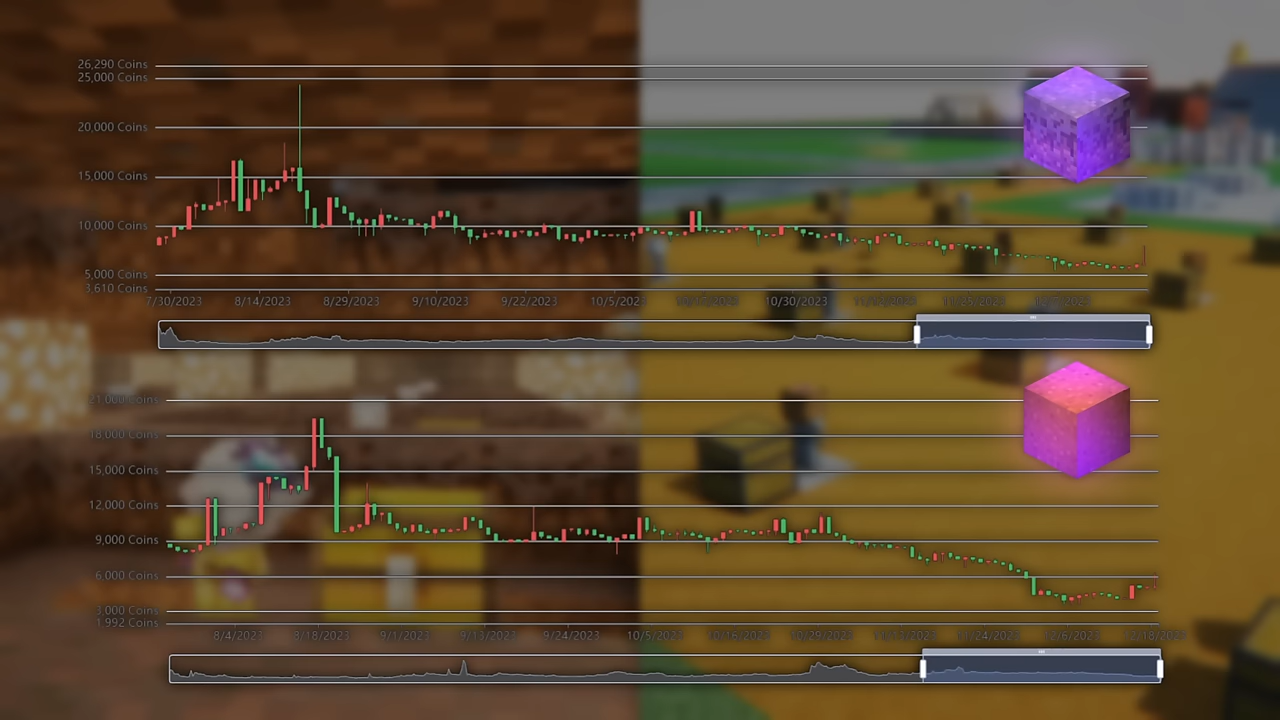 26,290 Coins
25,000 Coins
20,000 Coins
15,000 Coins
10,000 Coins
5,000 Coins
3,610 Coins
7/30/2023 8/14/2023 8/29/2023 9/10/2023 9/22/2023 10/5/2023 10/30/2023 11/25/2023
21,000 Coins
18,000 Coins
15,000 Coins
12,000 Coins
9,000 Coins
6,000 Coins
3,000 Coins
1,992 Coins
8/4/2023 8/18/2023 9/1/2023 9/13/2023 9/24/2023 10/5/2023 10/16/2023 10/29/2023 11/24/2023 12/6/2023 12/18/2023